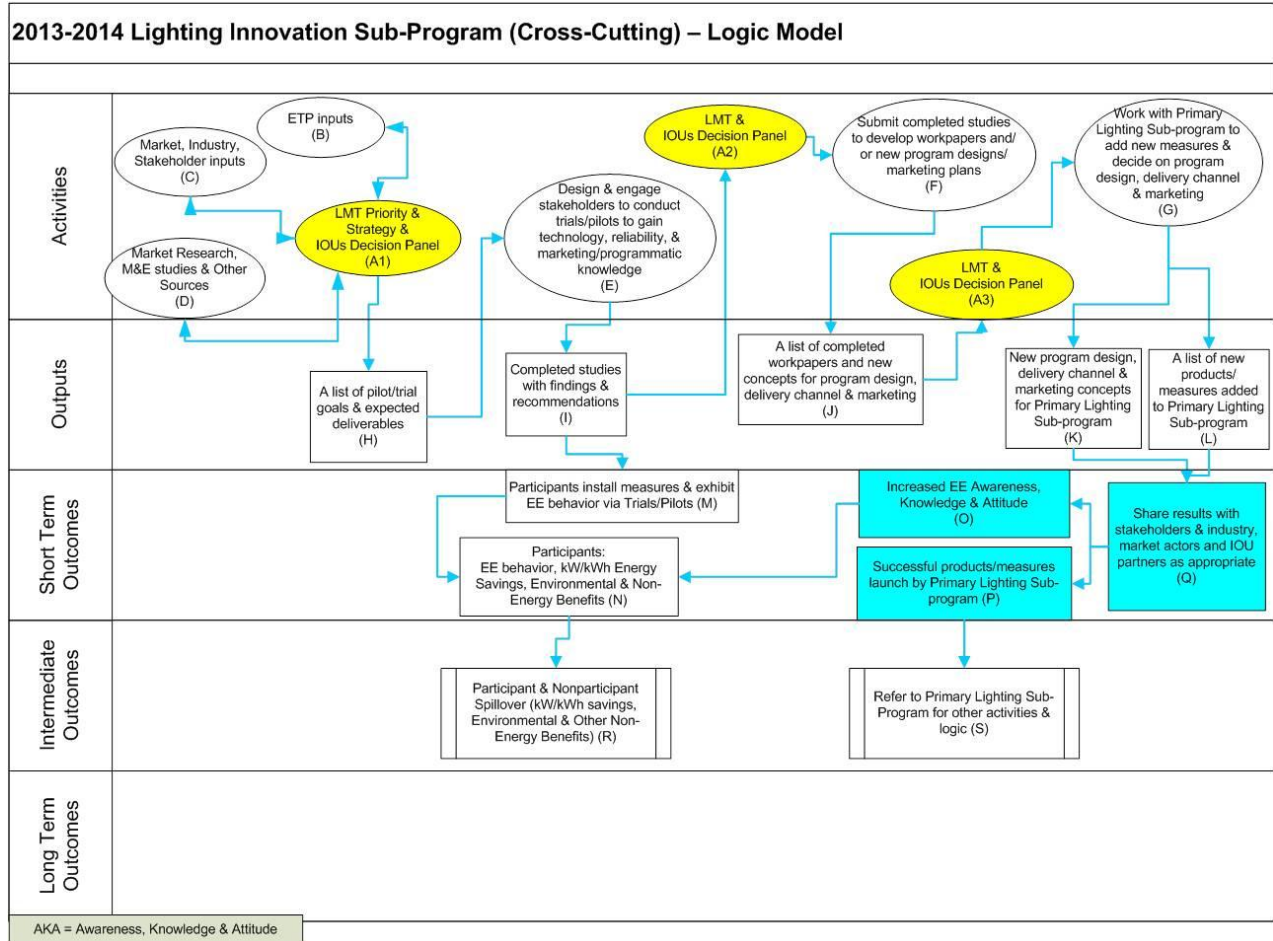 2013-2014 Lighting Innovation Sub-Program (Cross-Cutting) – Logic Model
Activities
ETP inputs
(B)
Market, Industry,
Stakeholder inputs
(C)
LMT Priority &
Strategy &
IOUs Decision Panel
(A1)
Market Research,
M&E studies & Other
Sources
(D)
Design & engage
stakeholders to conduct
trials/pilots to gain
technology, reliability, &
marketing/programmatic
knowledge
(E)
LMT &
IOUs Decision Panel
(A2)
Submit completed studies
to develop workpapers and/
or new program designs/
marketing plans
(F)
LMT &
IOUs Decision Panel
(A3)
Work with Primary
Lighting Sub-program to
add new measures &
decide on program
design, delivery channel
& marketing
(G)
Outputs
A list of pilot/trial
goals & expected
deliverables
(H)
Completed studies
with findings &
recommendations
(I)
A list of completed
workpapers and new
concepts for program design,
delivery channel & marketing
(J)
New program design,
delivery channel &
marketing concepts
for Primary Lighting
Sub-program
(K)
A list of new
products/
measures added
to Primary Lighting
Sub-program
(L)
Short Term
Outcomes
Participants install measures & exhibit
EE behavior via Trials/Pilots (M)
Participants:
EE behavior, kW/kWh Energy
Savings, Environmental & Non-
Energy Benefits (N)
Increased EE Awareness,
Knowledge & Attitude
(O)
Successful products/measures
launch by Primary Lighting Sub-
program (P)
Share results with
stakeholders & industry,
market actors and IOU
partners as appropriate
(Q)
Intermediate
Outcomes
Participant & Nonparticipant
Spillover (kW/kWh savings,
Environmental & Other Non-
Energy Benefits) (R)
Refer to Primary Lighting Sub-
Program for other activities &
logic (S)
Long Term
Outcomes
AKA = Awareness, Knowledge & Attitude